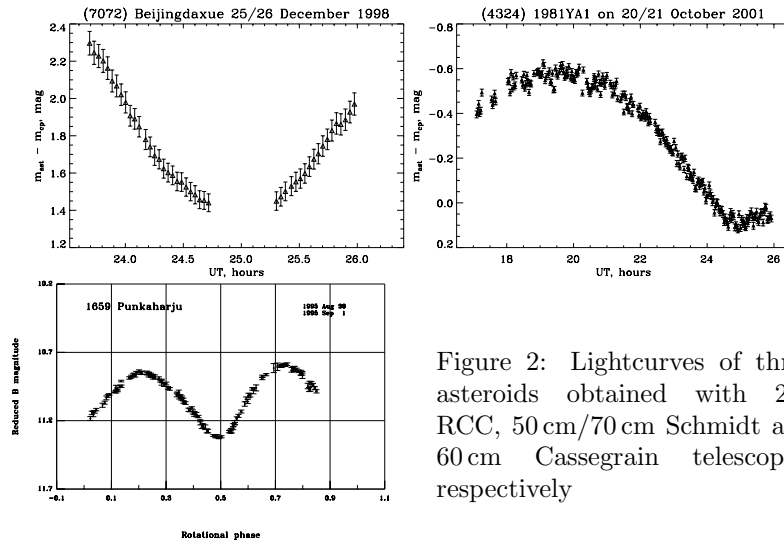 (7072) Beijingdaxue 25/26 December 1998
2.4
2.2
2.0
1.8
1.6
1.4
1.2
m_ast − m_cp, mag
24.0
24.5
25.0
25.5
26.0
UT, hours
(4324) 1981YA1 on 20/21 October 2001
−0.8
−0.6
−0.4
−0.2
0.0
0.2
m_ast − m_cp, mag
18
20
22
24
26
UT, hours
10.2
10.7
11.2
11.7
Reduced B magnitude
1659 Punkaharju
1995 Aug 30
1995 Sep 1
-0.1
0.1
0.3
0.5
0.7
0.9
1.1
Rotational phase
Figure 2: Lightcurves of thr
asteroids obtained with 2
RCC, 50 cm/70 cm Schmidt a
60 cm Cassegrain telescop
respectively